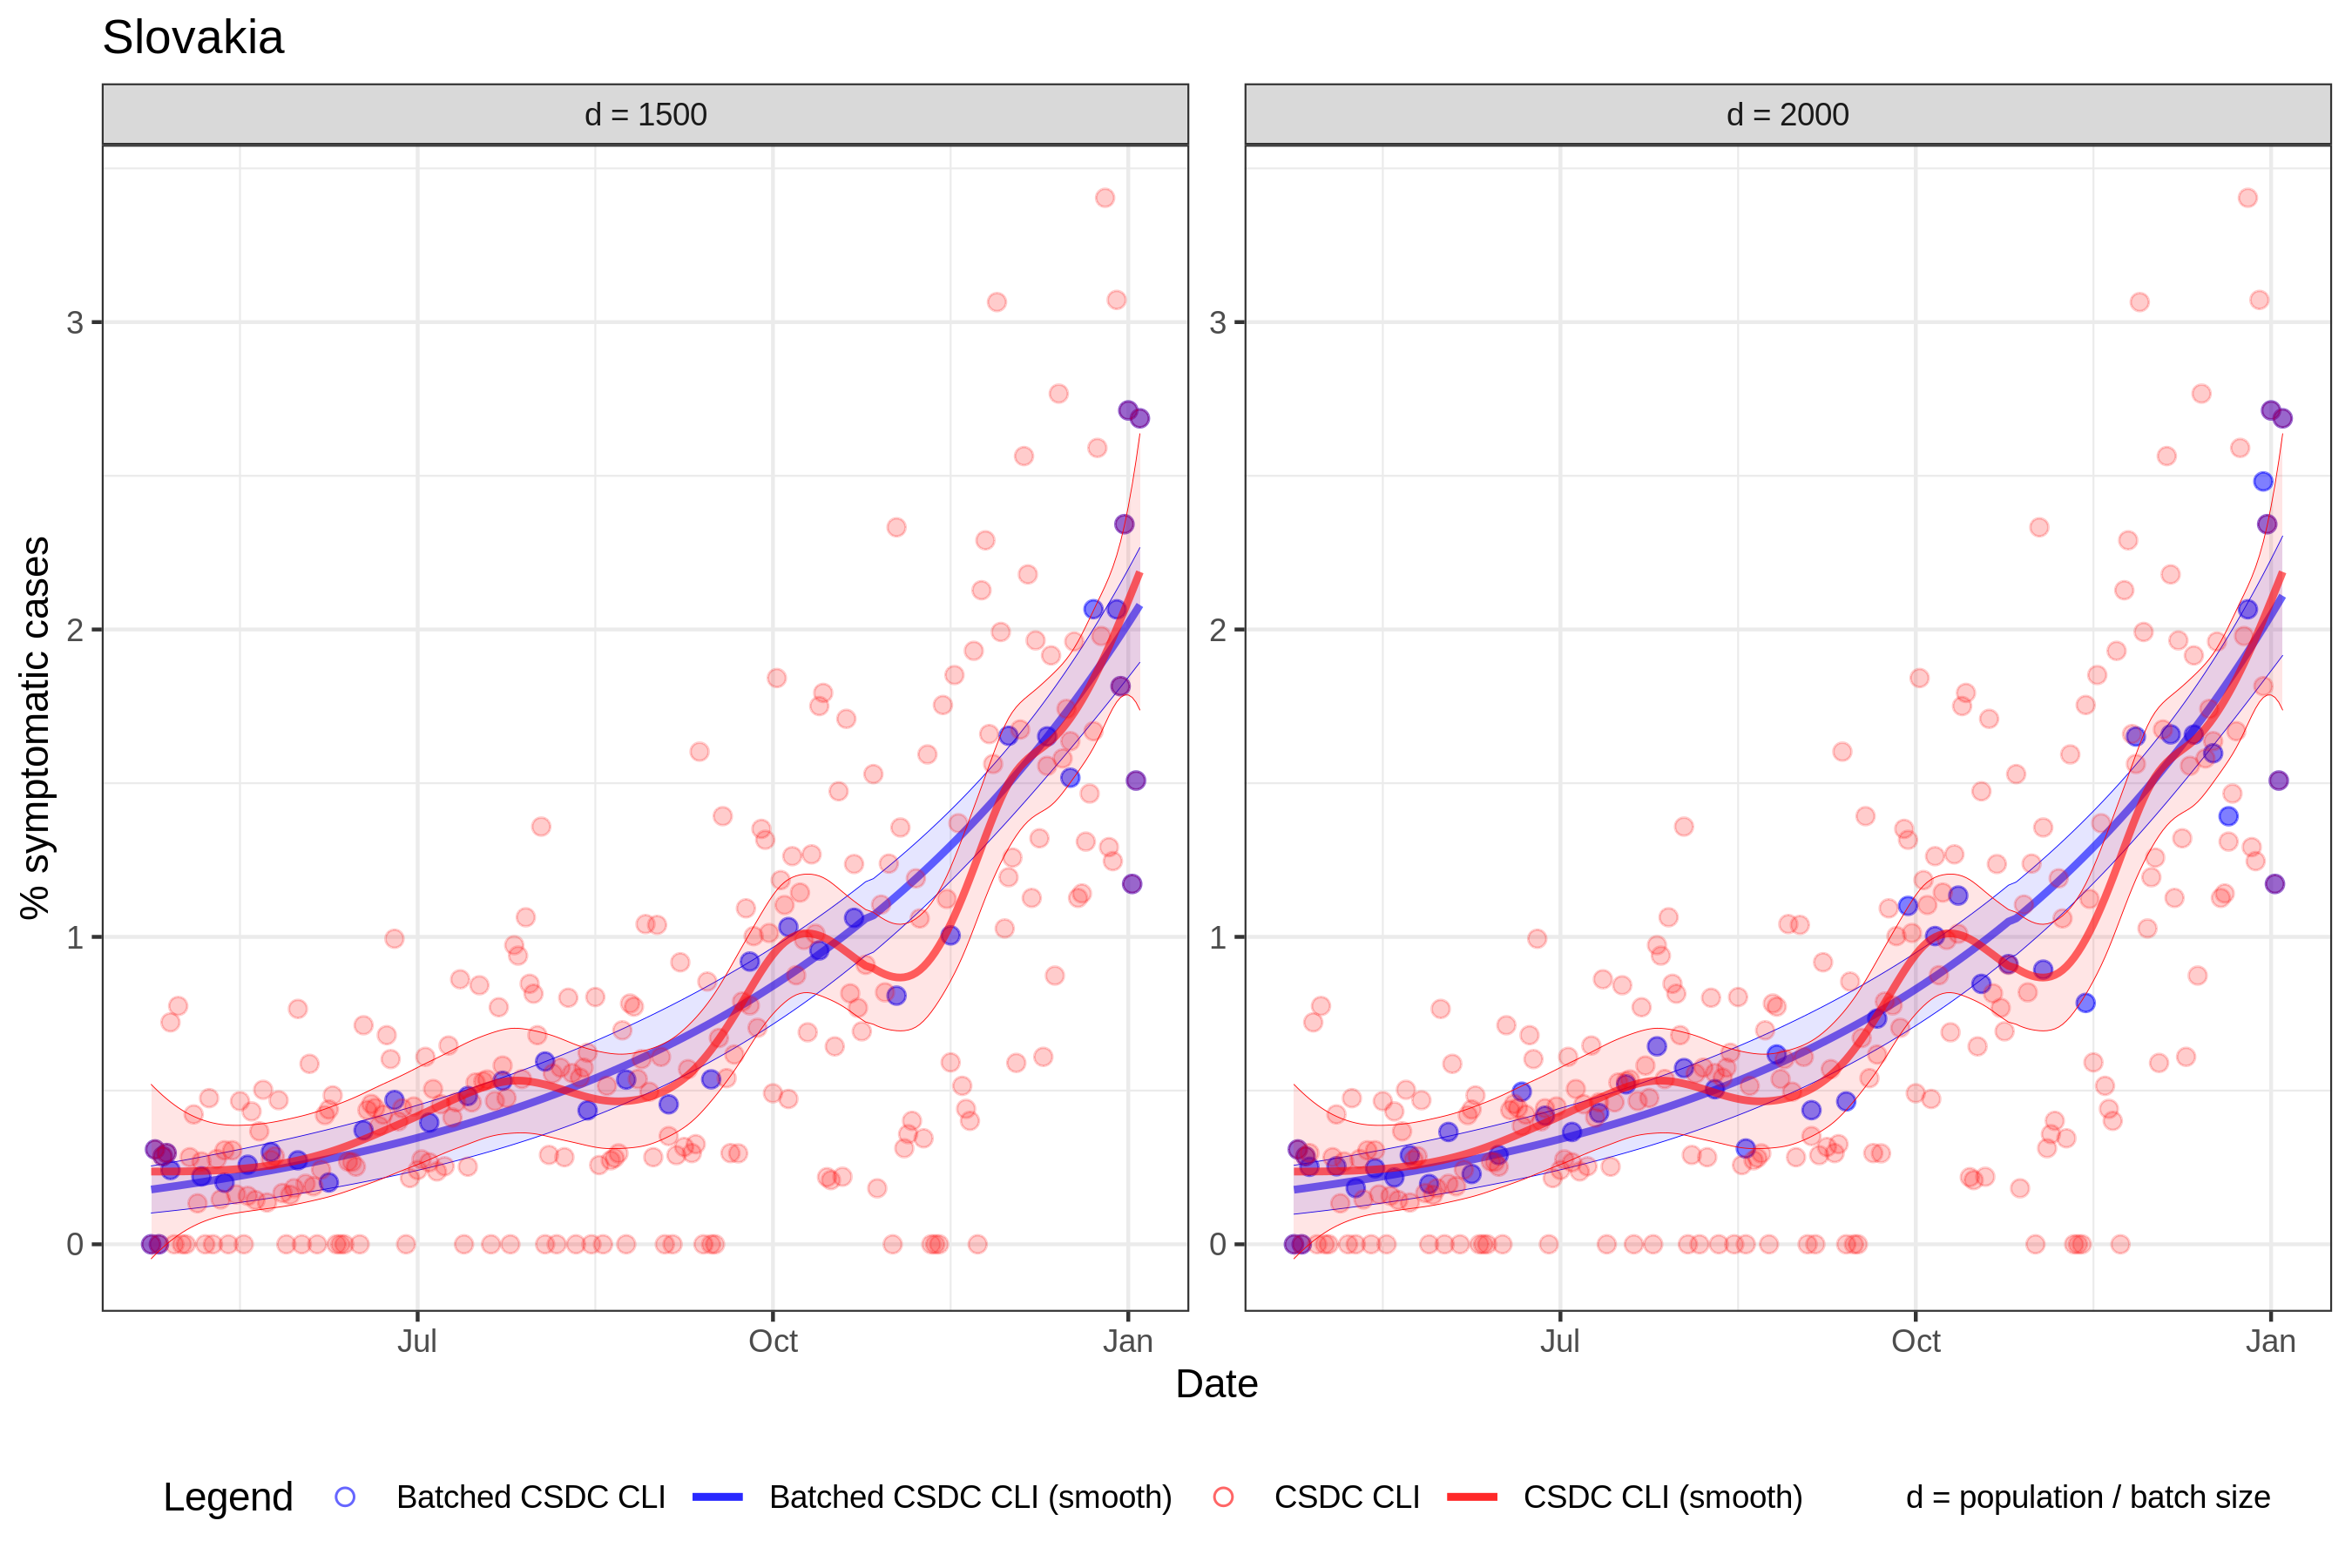 Slovakia
d = 1500
d = 2000
% symptomatic cases
3
2
1
0
3
2
1
0
Jul
Oct
Jan
Jul
Oct
Jan
Date
Legend
Batched CSDC CLI
Batched CSDC CLI (smooth)
CSDC CLI
CSDC CLI (smooth)
d = population / batch size